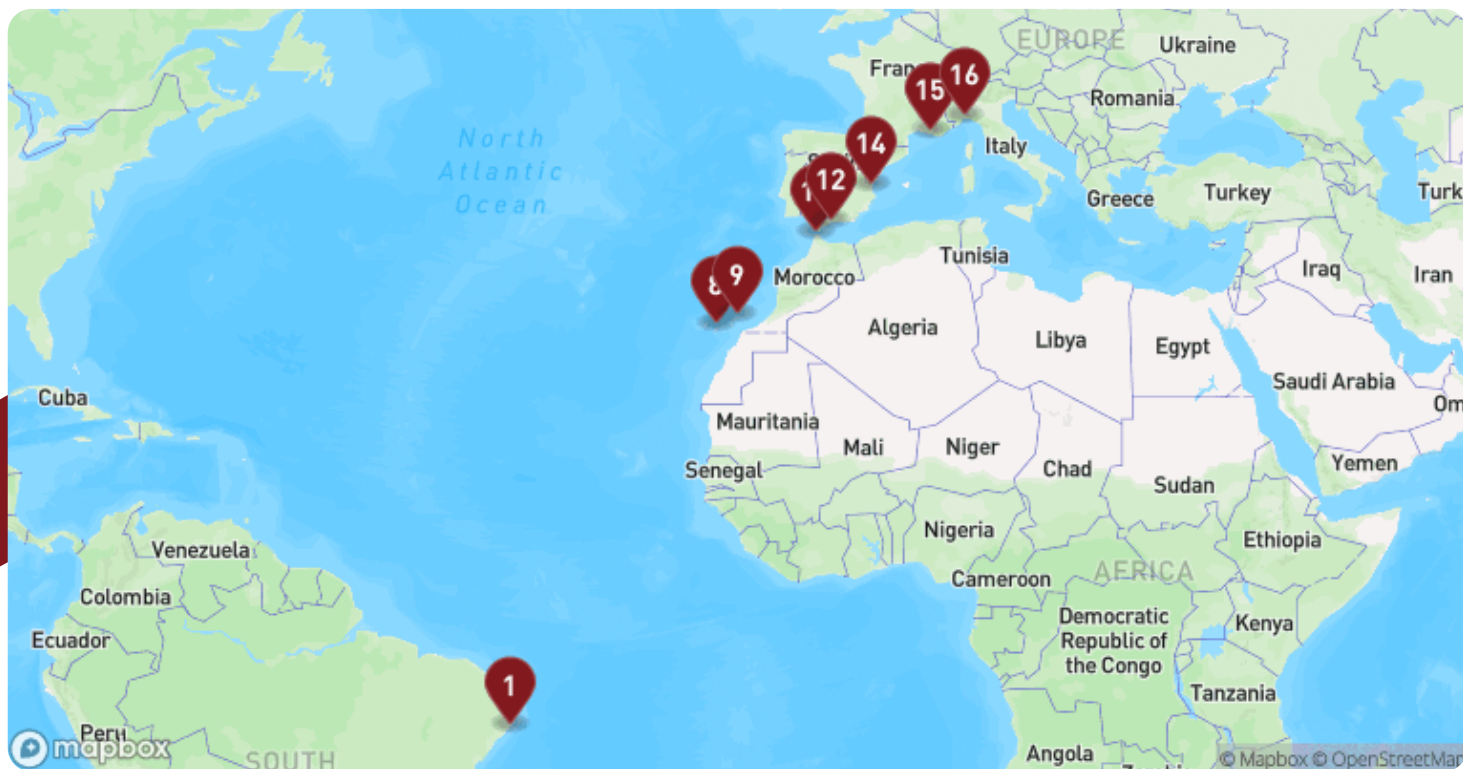 EUROPE
Ukraine
16
15
Romania
North
Atlantic
Ocean
14
Italy
12
Greece
Turkey
Tunisia
Morocco
9
8
Iraq
Iran
Algeria
Libya
Egypt
Saudi Arabia
Cuba
Mauritania
Mali
Niger
Chad
Senegal
Sudan
Yemen
Nigeria
Ethiopia
Venezuela
Cameroon
AFRICA
Colombia
Democratic
Republic of
the Congo
Kenya
Ecuador
1
Tanzania
Peru
mapbox
SOUTH
Angola
© Mapbox © OpenStreetMap